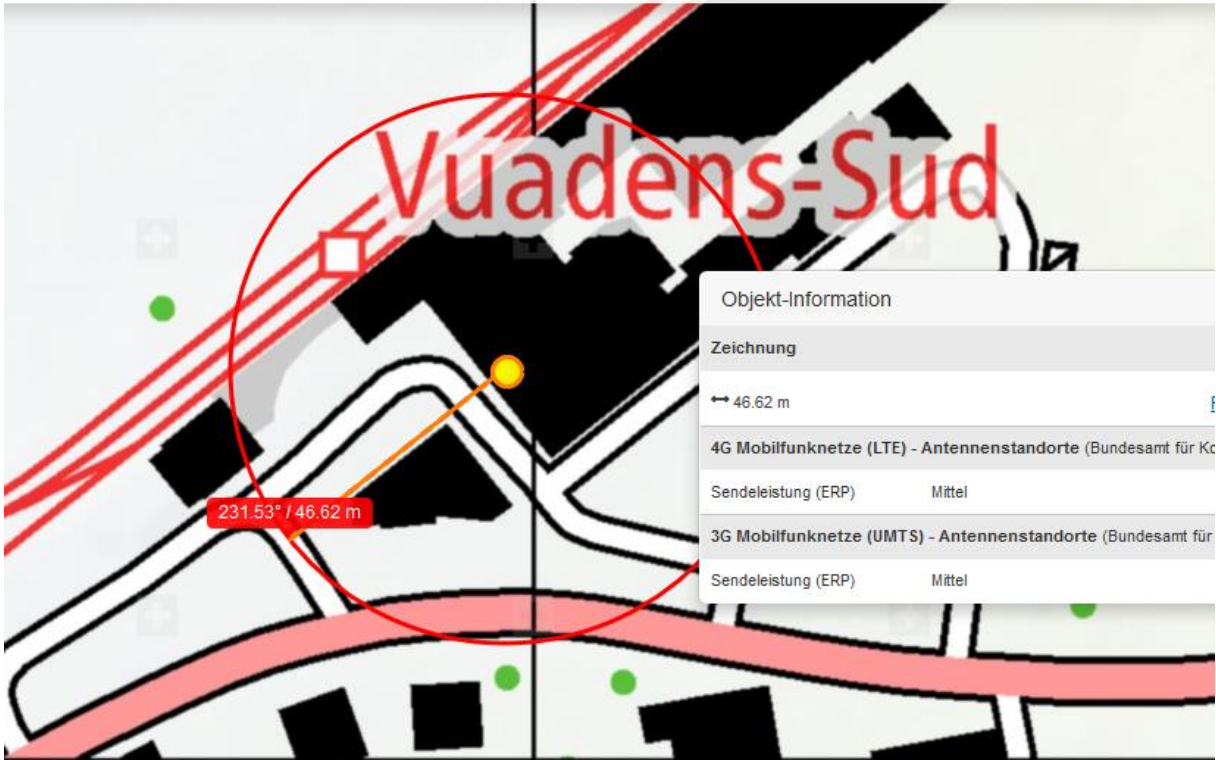 Vuadens-Sud
Objekt-Information
Zeichnung
46.62 m
4G Mobilfunknetze (LTE) - Antennenstandorte (Bundesamt für Ko
Sendeleistung (ERP) Mittel
231.53° / 46.62 m
3G Mobilfunknetze (UMTS) - Antennenstandorte (Bundesamt für
Sendeleistung (ERP) Mittel